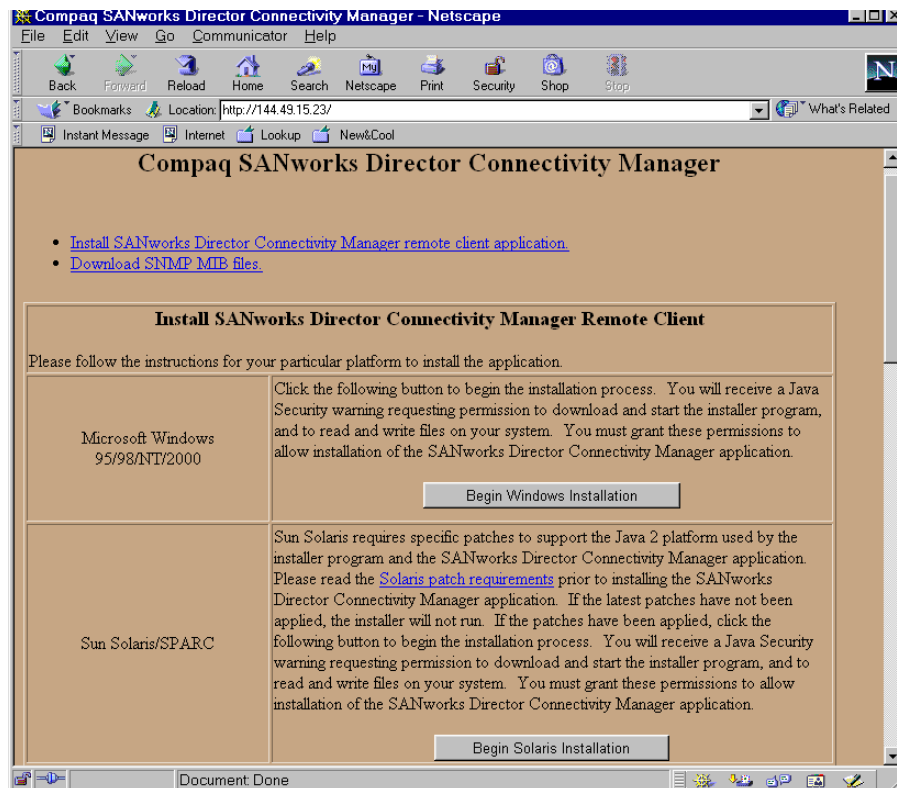 Compaq SANworks Director Connectivity Manager - Netscape
File Edit View Go Communicator Help
My
Back Forward Reload Home Search Netscape Print Security Shop Stop
N
Bookmarks Location: http://144.49.15.23/ What's Related
Instant Message Internet Lookup New&Cool
Compaq SANworks Director Connectivity Manager
• Install SANworks Director Connectivity Manager remote client application.
• Download SNMP MIB files.
Install SANworks Director Connectivity Manager Remote Client
Please follow the instructions for your particular platform to install the application.
Microsoft Windows
95/98/NT/2000
Click the following button to begin the installation process. You will receive a Java
Security warning requesting permission to download and start the installer program,
and to read and write files on your system. You must grant these permissions to
allow installation of the SANworks Director Connectivity Manager application.
Begin Windows Installation
Sun Solaris/SPARC
Sun Solaris requires specific patches to support the Java 2 platform used by the
installer program and the SANworks Director Connectivity Manager application.
Please read the Solaris patch requirements prior to installing the SANworks
Director Connectivity Manager application. If the latest patches have not been
applied, the installer will not run. If the patches have been applied, click the
following button to begin the installation process. You will receive a Java Security
warning requesting permission to download and start the installer program, and to
read and write files on your system. You must grant these permissions to allow
installation of the SANworks Director Connectivity Manager application.
Begin Solaris Installation
Document: Done